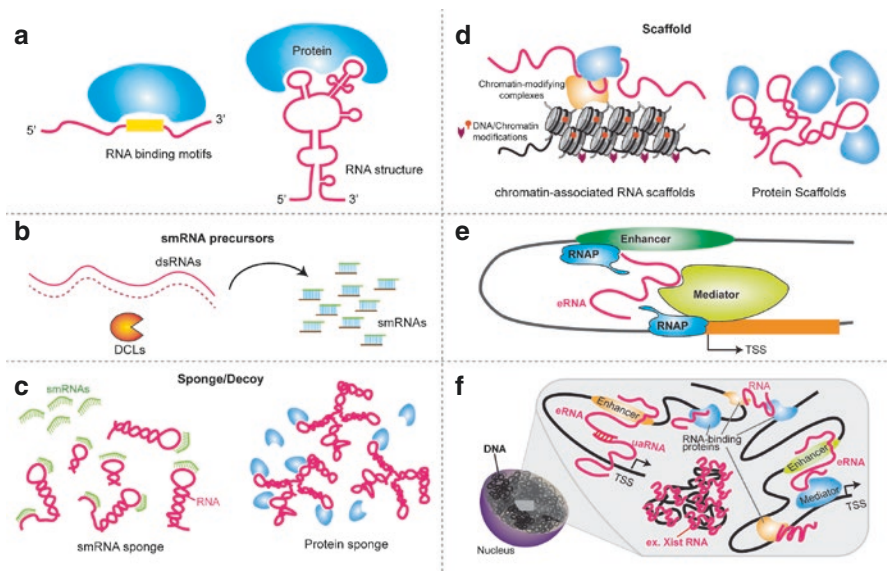 a
Protein
5'
3'
RNA binding motifs
RNA structure
5'
3'
b
smRNA precursors
dsRNAs
DCLs
smRNAs
c
Sponge/Decoy
smRNAs
RNA
smRNA sponge
Protein sponge
d
Scaffold
Chromatin-modifying
complexes
DNA/Chromatin
modifications
chromatin-associated RNA scaffolds
Protein Scaffolds
e
Enhancer
RNAP
eRNA
Mediator
RNAP
TSS
f
DNA
Nucleus
eRNA
Enhancer
uaRNA
TSS
RNA
RNA-binding
proteins
ex. Xist RNA
Enhancer
eRNA
Mediator
TSS